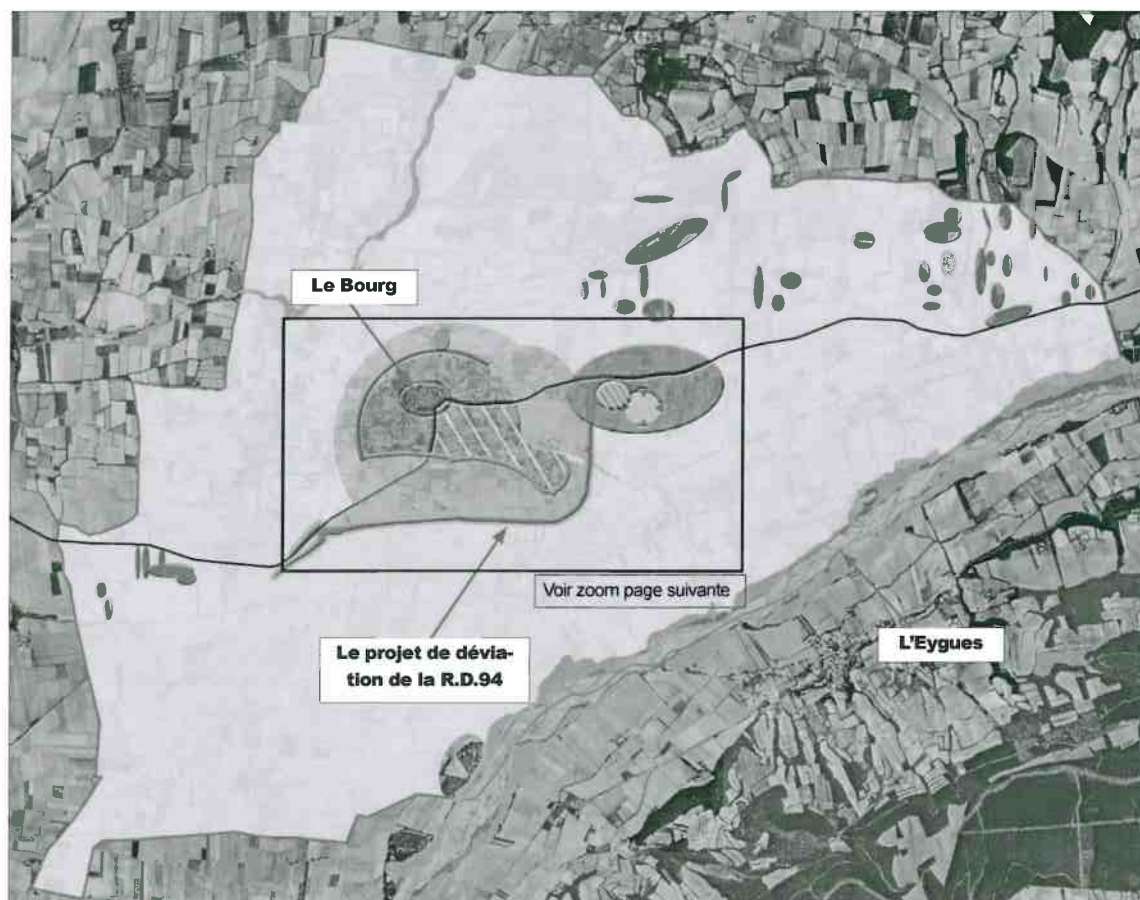 Le Bourg
Voir zoom page suivante
Le projet de dévia-
tion de la R.D.94
L'Eygues